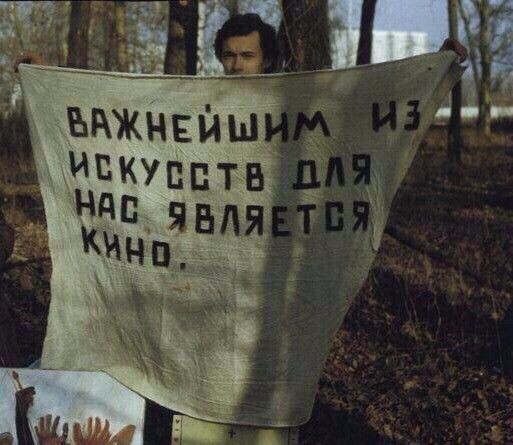 ВАЖНЕЙШИМ ИЗ
ИСКУССТВ ДЛЯ
НАС ЯВЛЯЕТСЯ
КИНО.